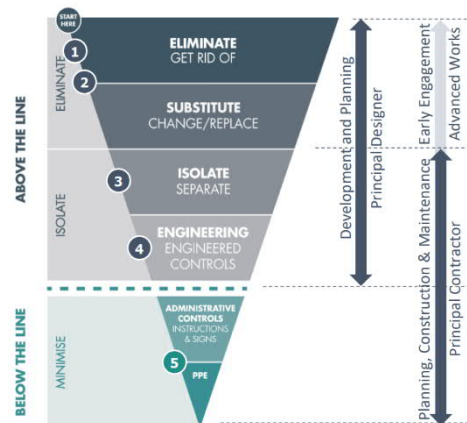 START
HERE
1
ELIMINATE
GET RID OF
2
SUBSTITUTE
CHANGE/REPLACE
3
ISOLATE
SEPARATE
4
ENGINEERING
ENGINEERED
CONTROLS
ADMINISTRATIVE
CONTROLS
INSTRUCTIONS
& SIGNS
5
PPE
ABOVE THE LINE
BELOW THE LINE
ELIMINATE
ISOLATE
MINIMISE
Development and Planning
Principal Designer
Early Engagement
Advanced Works
Planning, Construction & Maintenance
Principal Contractor